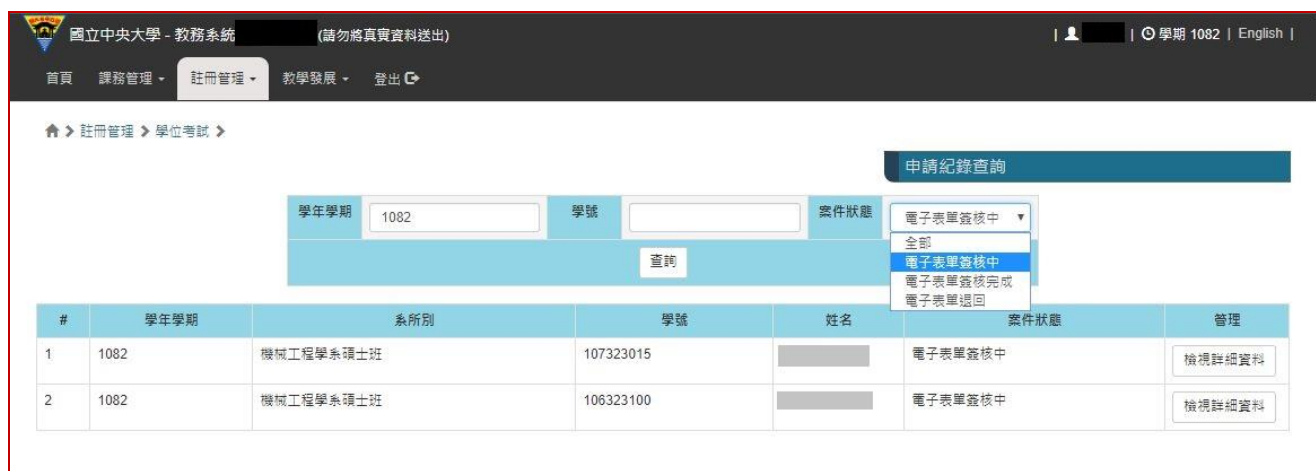 國立中央大學 - 教務系統 (請勿將真實資料送出) | | 學期 1082 | English |
首頁 課務管理 註冊管理 教學發展 登出
註冊管理 學位考試
申請紀錄查詢
學年學期 1082 學號 案件狀態 電子表單簽核中
全部
查詢 電子表單簽核中
電子表單簽核完成
電子表單退回
# 學年學期 系所別 學號 姓名 案件狀態 管理
1 1082 機械工程學系碩士班 107323015 電子表單簽核中 檢視詳細資料
2 1082 機械工程學系碩士班 106323100 電子表單簽核中 檢視詳細資料